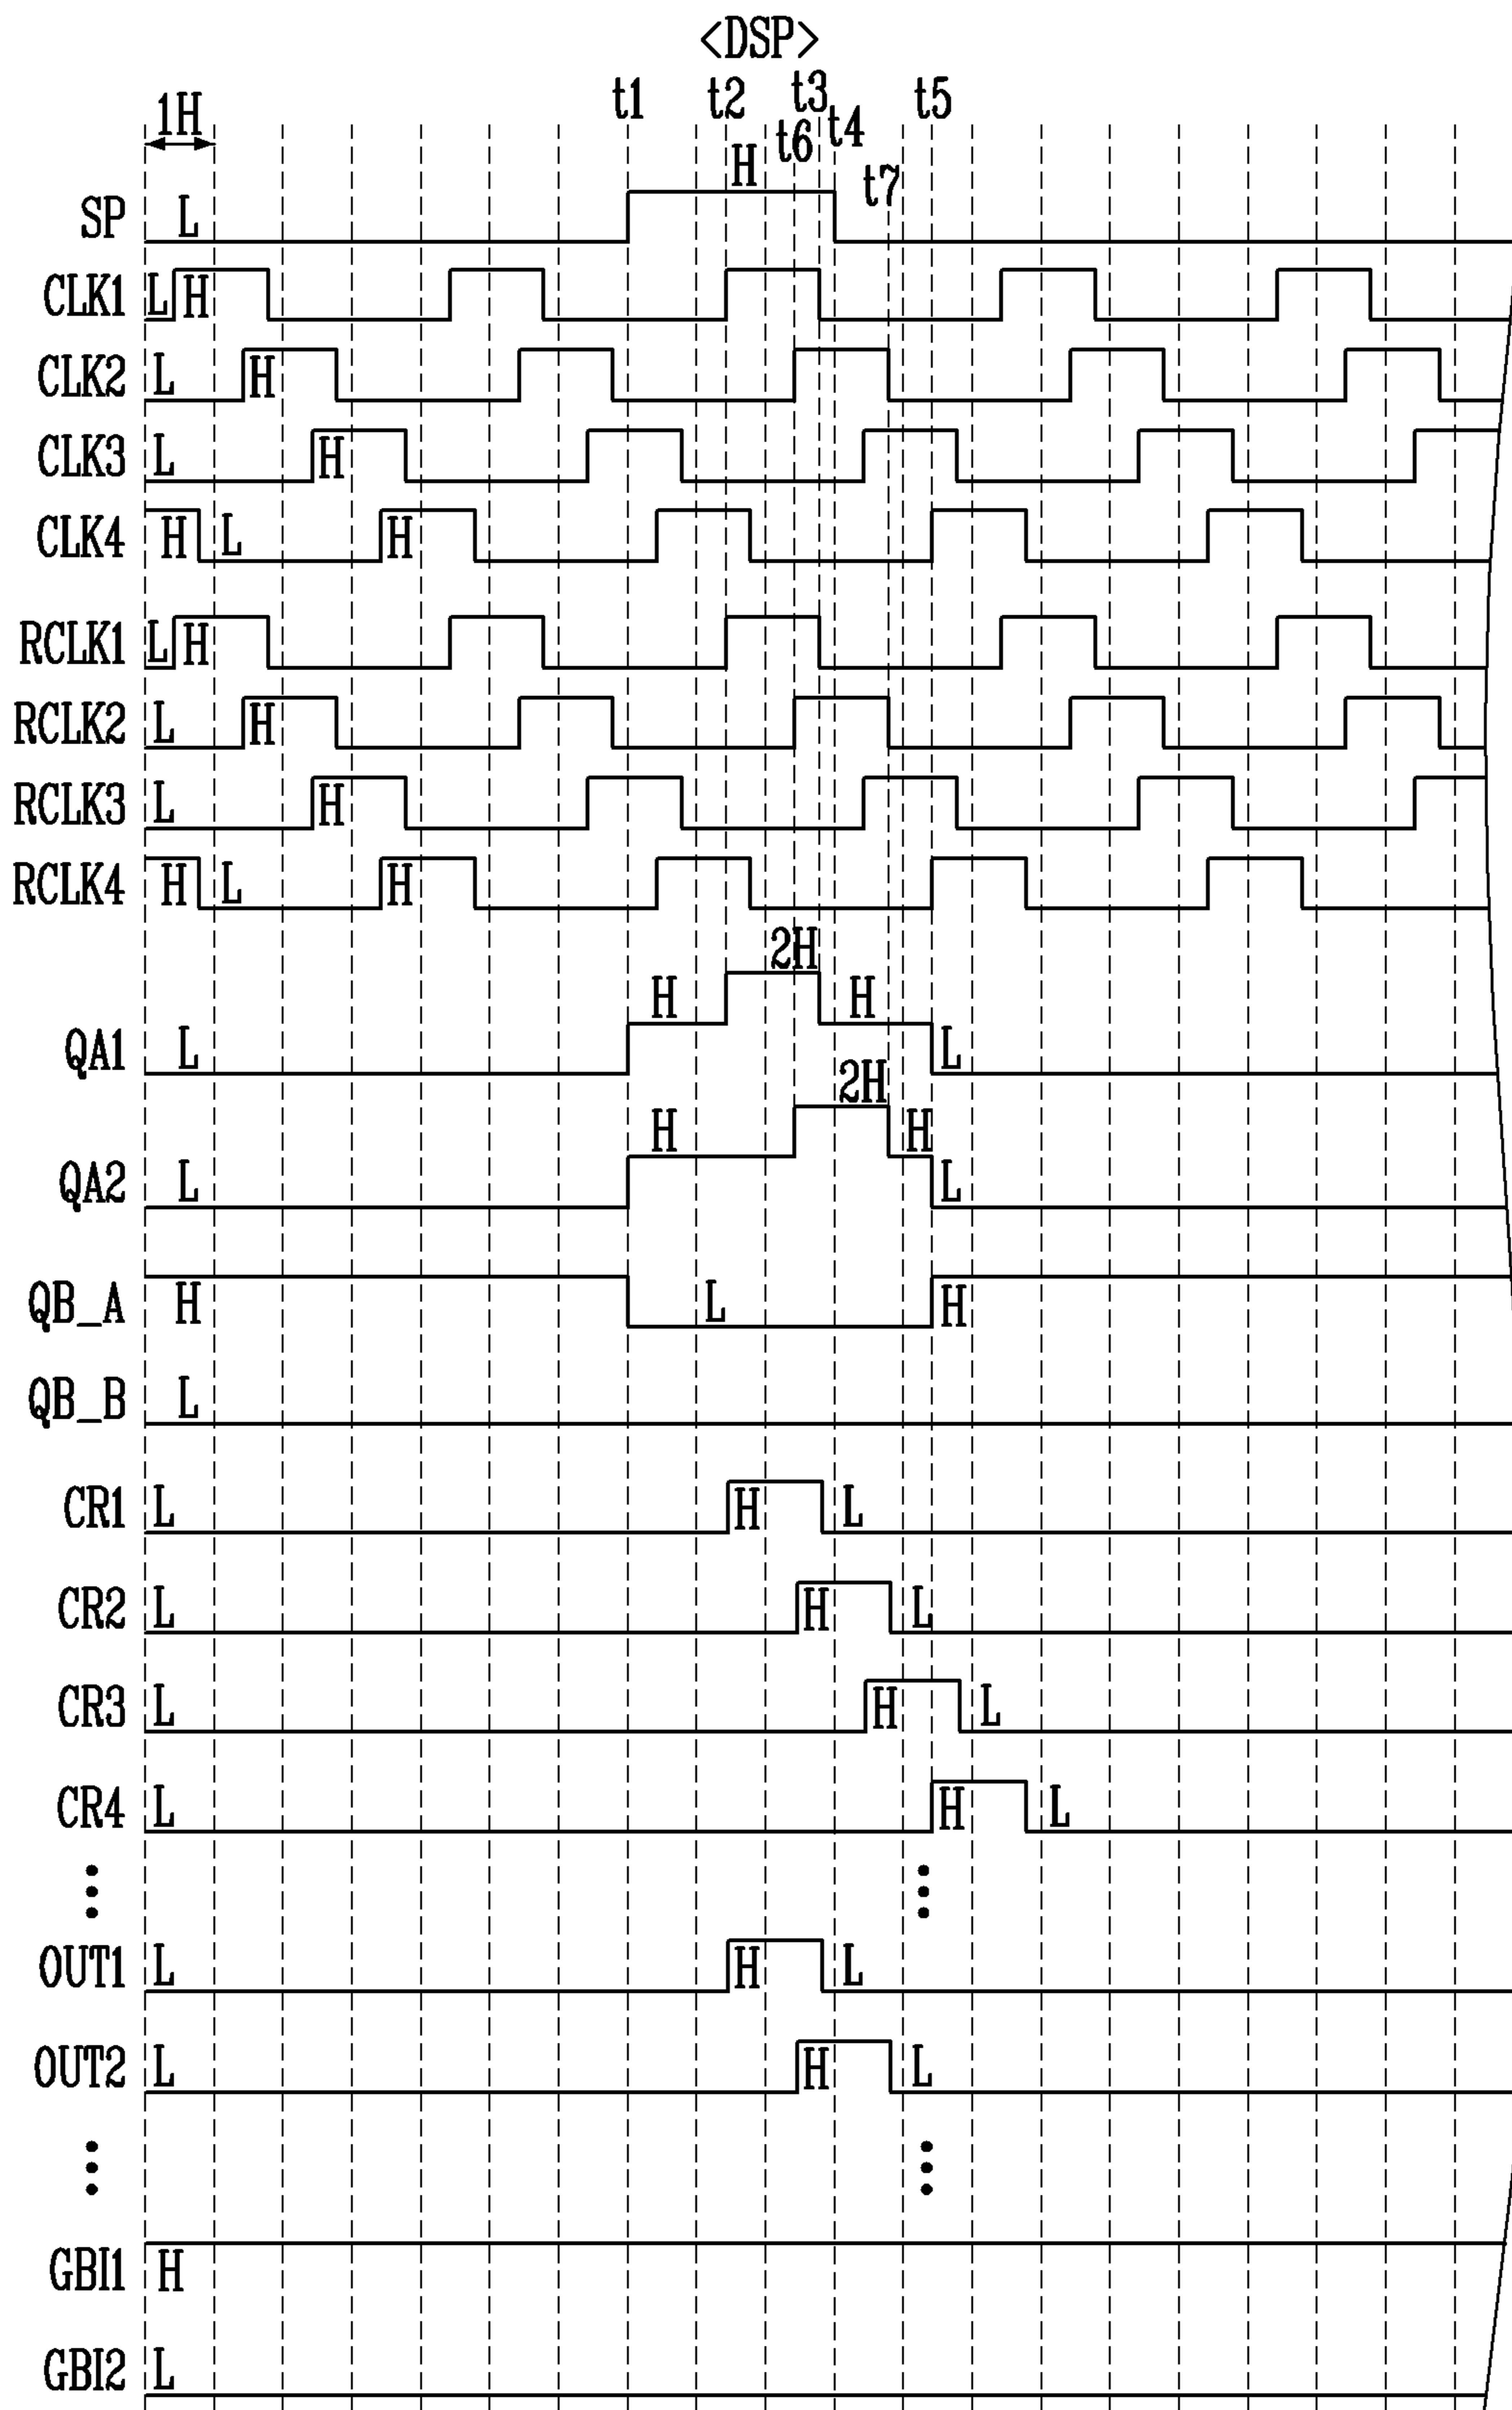 <DSP>
1H t1 t2 t3 t5
t6 t4
t7
SP L H
CLK1 L H
CLK2 L H
CLK3 L H
CLK4 H L H
RCLK1 L H
RCLK2 L H
RCLK3 L H
RCLK4 H L H
QA1 L H 2H H L
QA2 L H 2H H L
QB_A H L H
QB_B L
CR1 L H L
CR2 L H L
CR3 L H L
CR4 L H L
OUT1 L H L
OUT2 L H L
GBI1 H
GBI2 L